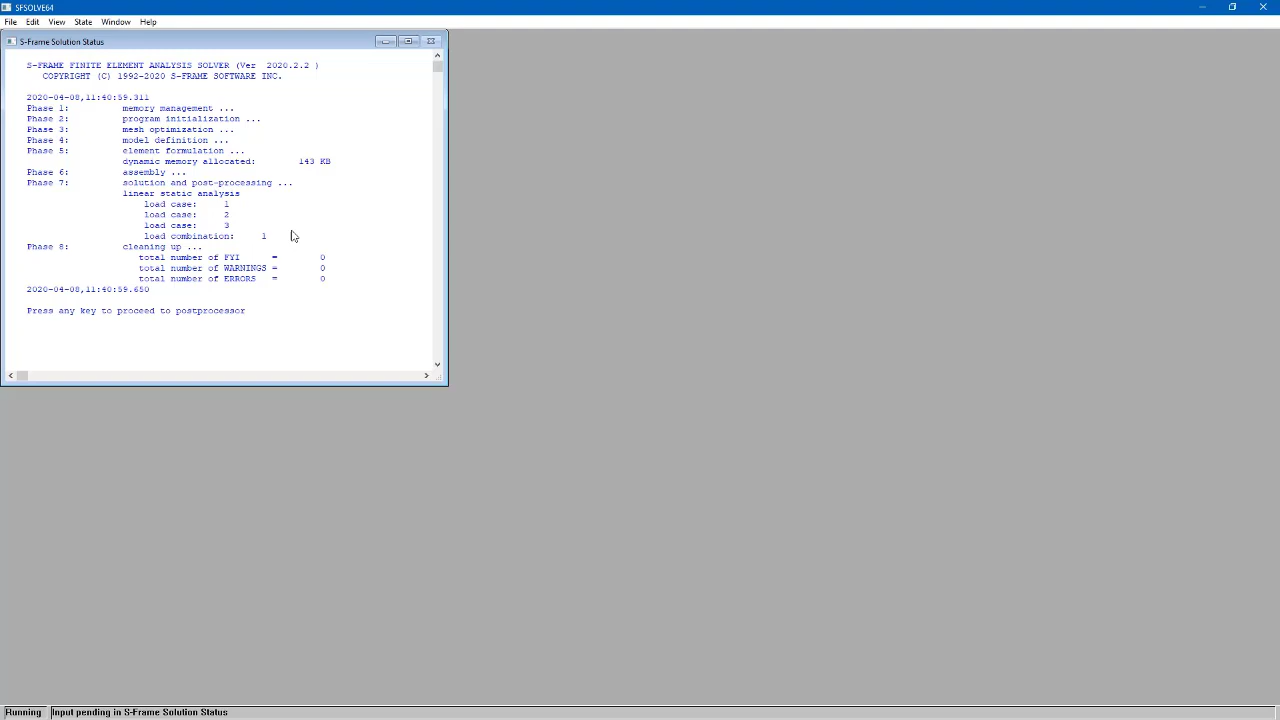 SFSOLVE64
File Edit View State Window Help
S-Frame Solution Status
S-FRAME FINITE ELEMENT ANALYSIS SOLVER (Ver 2020.2.2 )
COPYRIGHT (C) 1992-2020 S-FRAME SOFTWARE INC.
2020-04-08,11:40:59.311
Phase 1: memory management ...
Phase 2: program initialization ...
Phase 3: mesh optimization ...
Phase 4: model definition ...
Phase 5: element formulation ...
dynamic memory allocated: 143 KB
Phase 6: assembly ...
Phase 7: solution and post-processing ...
linear static analysis
load case: 1
load case: 2
load case: 3
load combination: 1
Phase 8: cleaning up ...
total number of FYI = 0
total number of WARNINGS = 0
total number of ERRORS = 0
2020-04-08,11:40:59.650
Press any key to proceed to postprocessor
Running Input pending in S-Frame Solution Status